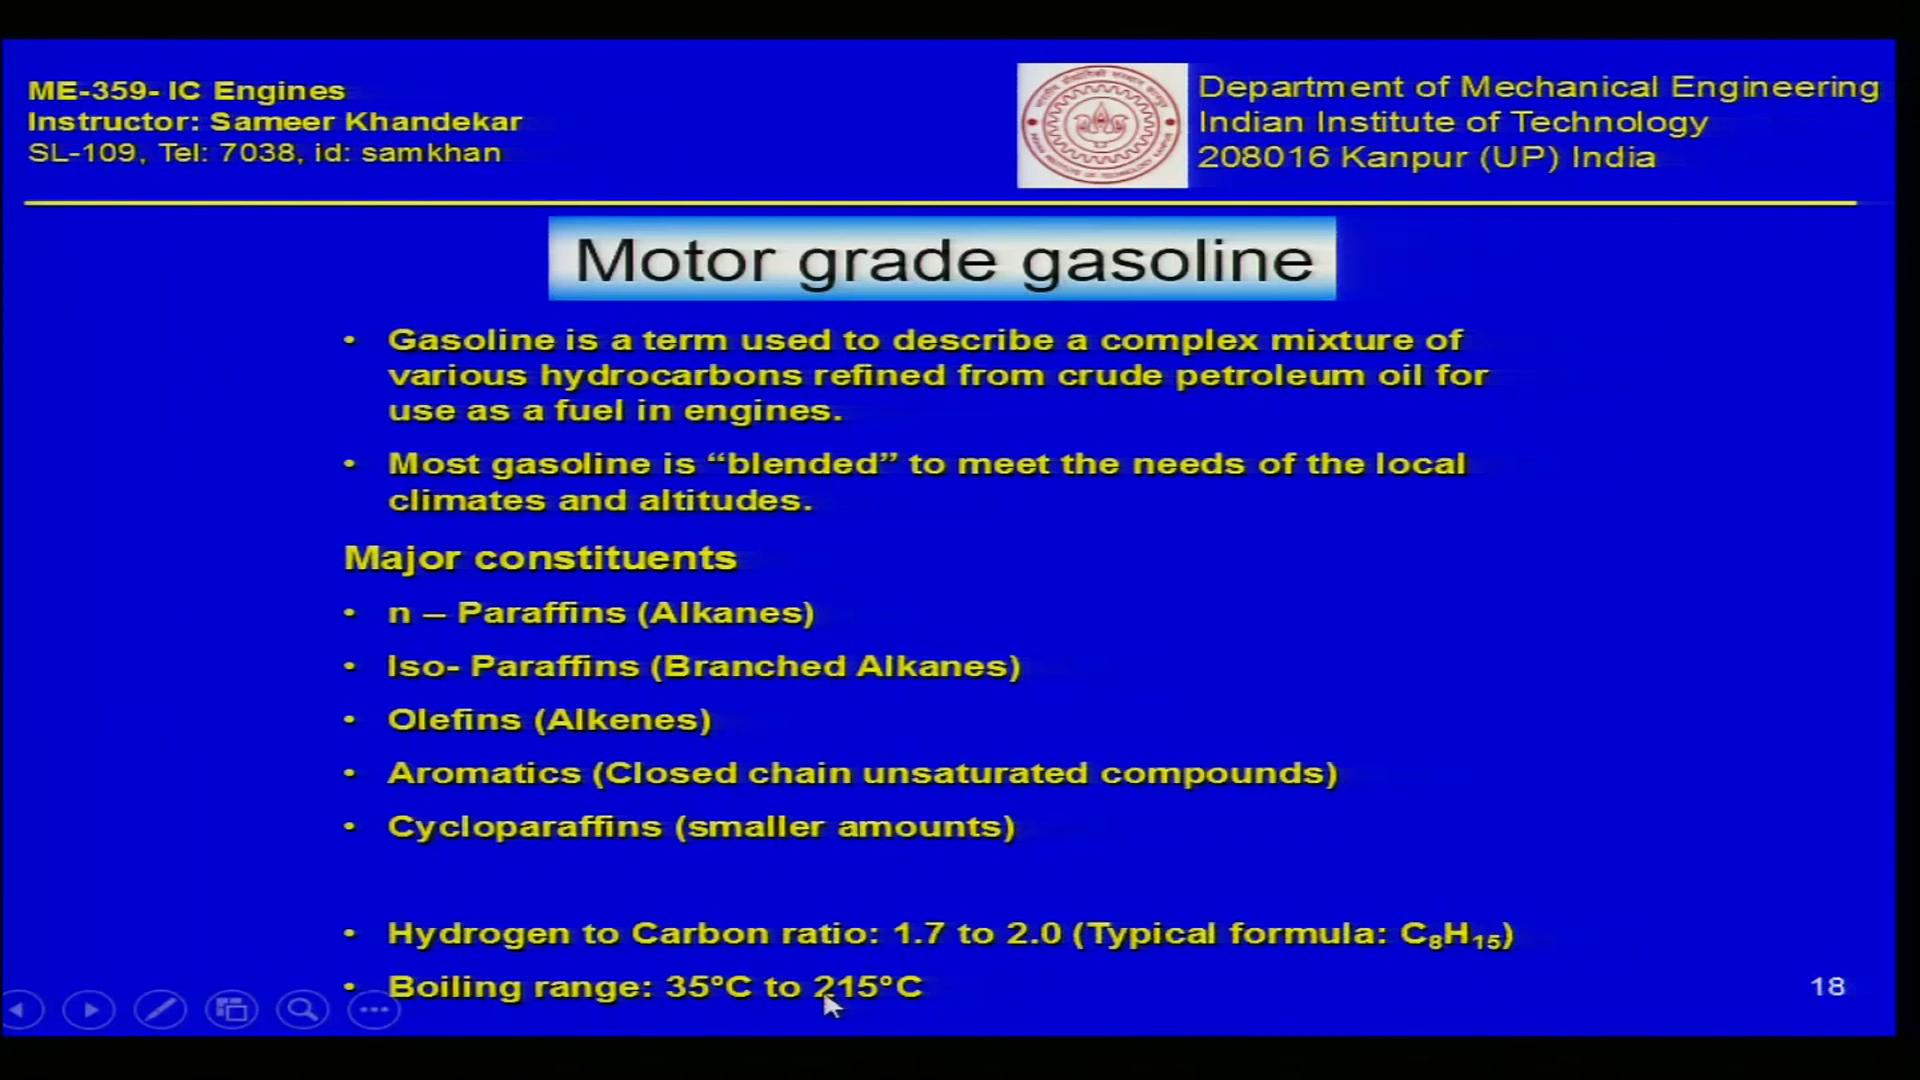 ME-359- IC Engines
Instructor: Sameer Khandekar
SL-109, Tel: 7038, id: samkhan
Department of Mechanical Engineering
Indian Institute of Technology
208016 Kanpur (UP) India
Motor grade gasoline
• Gasoline is a term used to describe a complex mixture of
various hydrocarbons refined from crude petroleum oil for
use as a fuel in engines.
• Most gasoline is “blended” to meet the needs of the local
climates and altitudes.
Major constituents
• n – Paraffins (Alkanes)
• Iso- Paraffins (Branched Alkanes)
• Olefins (Alkenes)
• Aromatics (Closed chain unsaturated compounds)
• Cycloparaffins (smaller amounts)
• Hydrogen to Carbon ratio: 1.7 to 2.0 (Typical formula: C₈H₁₅)
• Boiling range: 35°C to 215°C
18